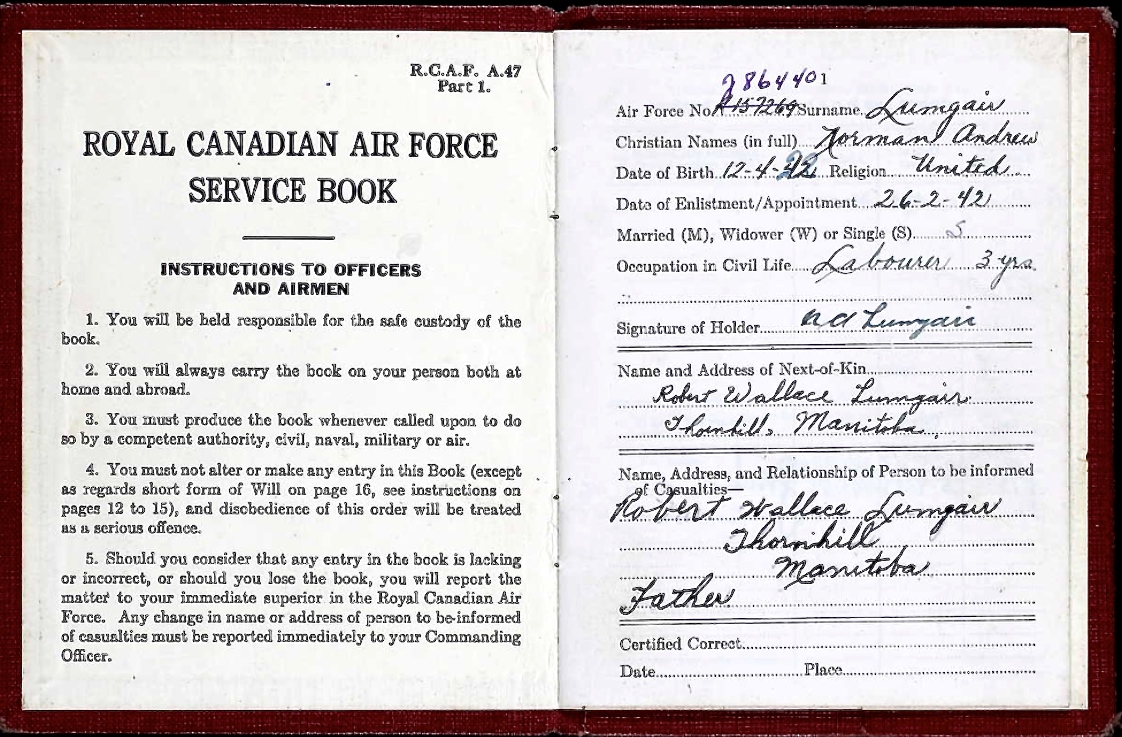 R.C.A.F. A.47
Part 1.
ROYAL CANADIAN AIR FORCE
SERVICE BOOK
INSTRUCTIONS TO OFFICERS
AND AIRMEN
1. You will be held responsible for the safe custody of the
book.
2. You will always carry the book on your person both at
home and abroad.
3. You must produce the book whenever called upon to do
so by a competent authority, civil, naval, military or air.
4. You must not alter or make any entry in this Book (except
as regards short form of Will on page 16, see instructions on
pages 12 to 15), and disobedience of this order will be treated
as a serious offence.
5. Should you consider that any entry in the book is lacking
or incorrect, or should you lose the book, you will report the
matter to your immediate superior in the Royal Canadian Air
Force. Any change in name or address of person to be informed
of casualties must be reported immediately to your Commanding
Officer.
1
J86440
Air Force No. R157269 Surname Lumgair
Christian Names (in full) Norman Andrew
Date of Birth 12-4-22 Religion United
Date of Enlistment/Appointment 26-2-42
Married (M), Widower (W) or Single (S) S
Occupation in Civil Life Labourer 3 yrs.
Signature of Holder NA Lumgair
Name and Address of Next-of-Kin
Robert Wallace Lumgair
Thornhill, Manitoba
Name, Address, and Relationship of Person to be informed
of Casualties—
Robert Wallace Lumgair
Thornhill
Manitoba
Father
Certified Correct
Date Place